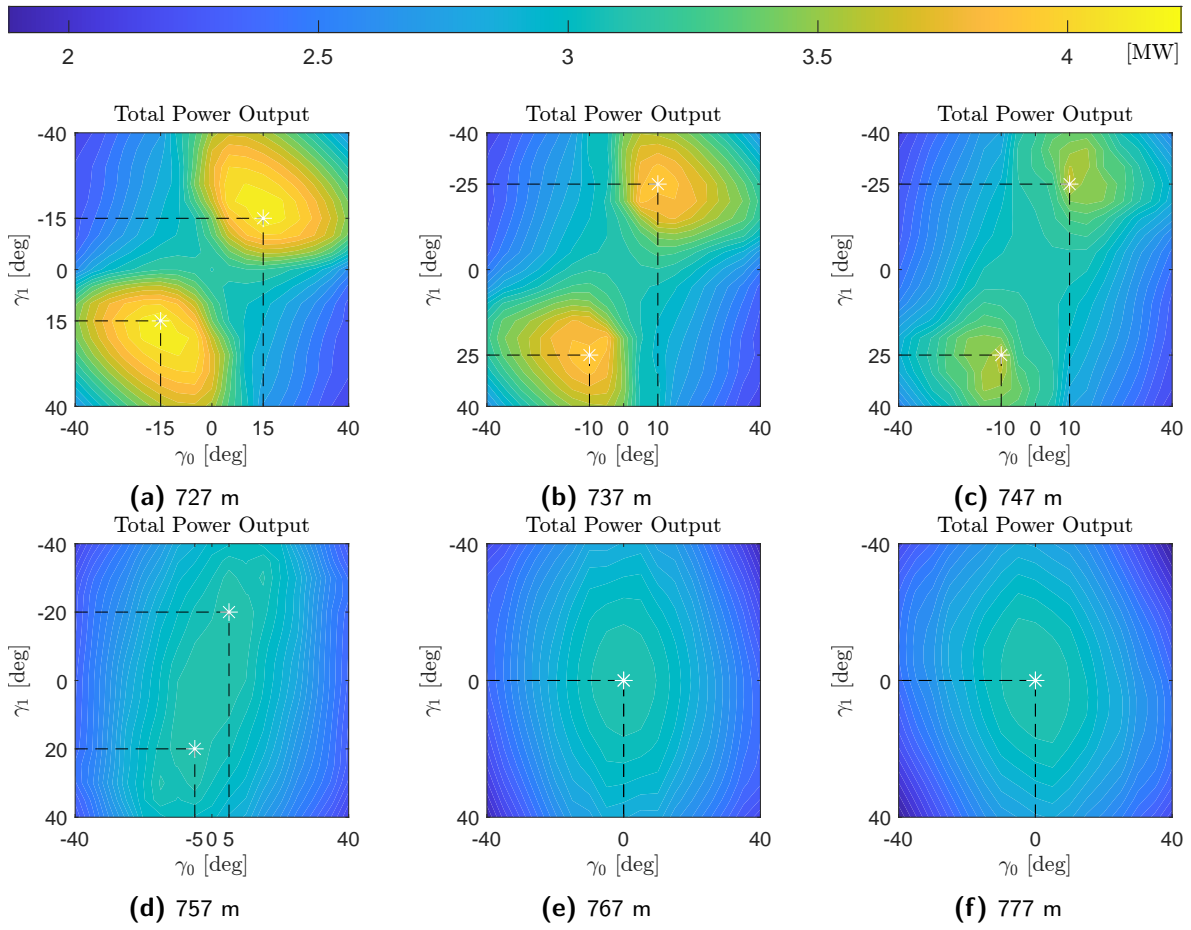 2 2.5 3 3.5 4 [MW]
Total Power Output Total Power Output Total Power Output
-40 -40 -40
-15 -25 -25
γ1 [deg] γ1 [deg] γ1 [deg]
0 0 0
15 25 25
40 40 40
-40 -15 0 15 40 -40 -10 0 10 40 -40 -10 0 10 40
γ0 [deg] γ0 [deg] γ0 [deg]
(a) 727 m (b) 737 m (c) 747 m
Total Power Output Total Power Output Total Power Output
-40 -40 -40
-20
γ1 [deg] γ1 [deg] γ1 [deg]
0 0 0
20
40 40 40
-40 -5 0 5 40 -40 0 40 -40 0 40
γ0 [deg] γ0 [deg] γ0 [deg]
(d) 757 m (e) 767 m (f) 777 m